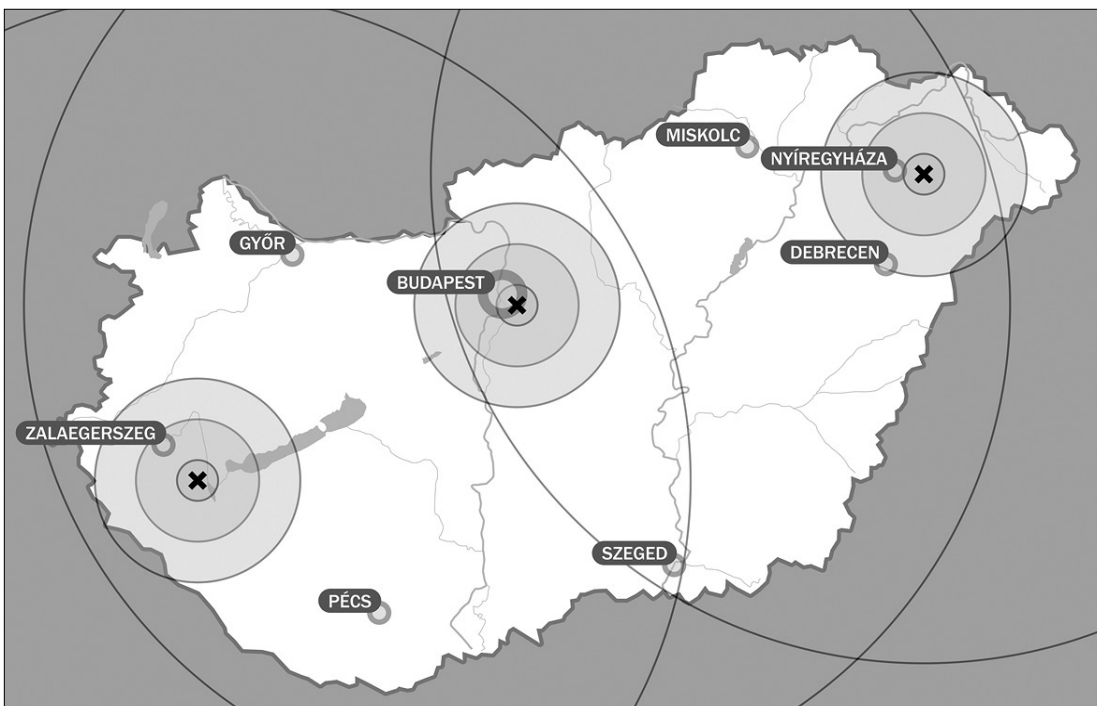 MISKOLC
NYÍREGYHÁZA
GYŐR
DEBRECEN
BUDAPEST
ZALAEGERSZEG
SZEGED
PÉCS